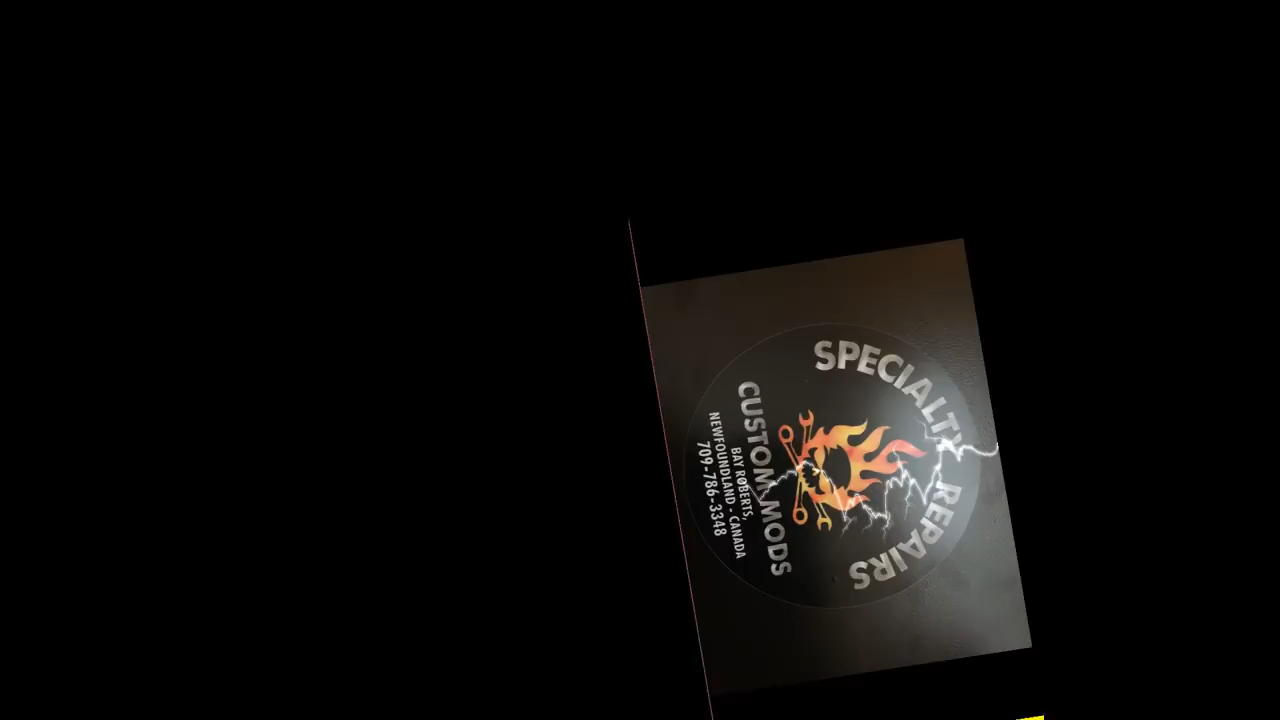 SPECIALTY REPAIRS
CUSTOM MODS
BAY ROBERTS,
NEWFOUNDLAND - CANADA
709-786-3348